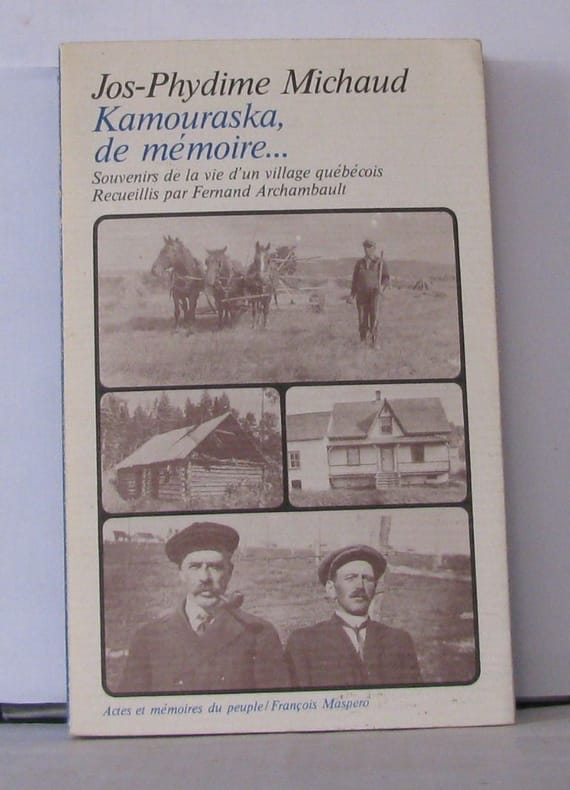 Jos-Phydime Michaud
Kamouraska,
de mémoire...
Souvenirs de la vie d'un village québécois
Recueillis par Fernand Archambault
Actes et mémoires du peuple/François Maspero